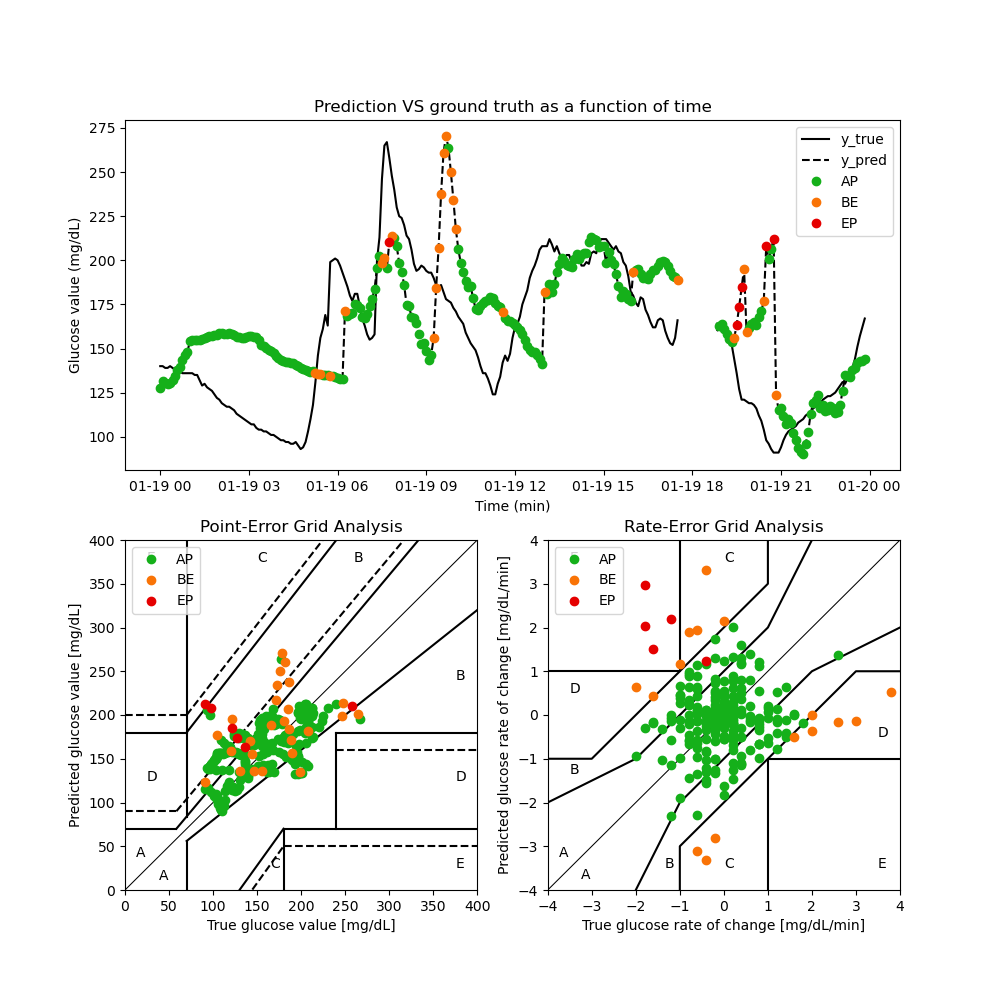 Prediction VS ground truth as a function of time
Glucose value (mg/dL)
275
250
225
200
175
150
125
100
y_true
y_pred
AP
BE
EP
01-19 00 01-19 03 01-19 06 01-19 09 01-19 12 01-19 15 01-19 18 01-19 21 01-20 00
Time (min)
Point-Error Grid Analysis
Predicted glucose value [mg/dL]
400
350
300
250
200
150
100
50
0
AP
BE
EP
C
B
B
D
D
A
A
C
E
0 50 100 150 200 250 300 350 400
True glucose value [mg/dL]
Rate-Error Grid Analysis
Predicted glucose rate of change [mg/dL/min]
4
3
2
1
0
−1
−2
−3
−4
AP
BE
EP
C
D
D
B
A
A
B
C
E
−4 −3 −2 −1 0 1 2 3 4
True glucose rate of change [mg/dL/min]